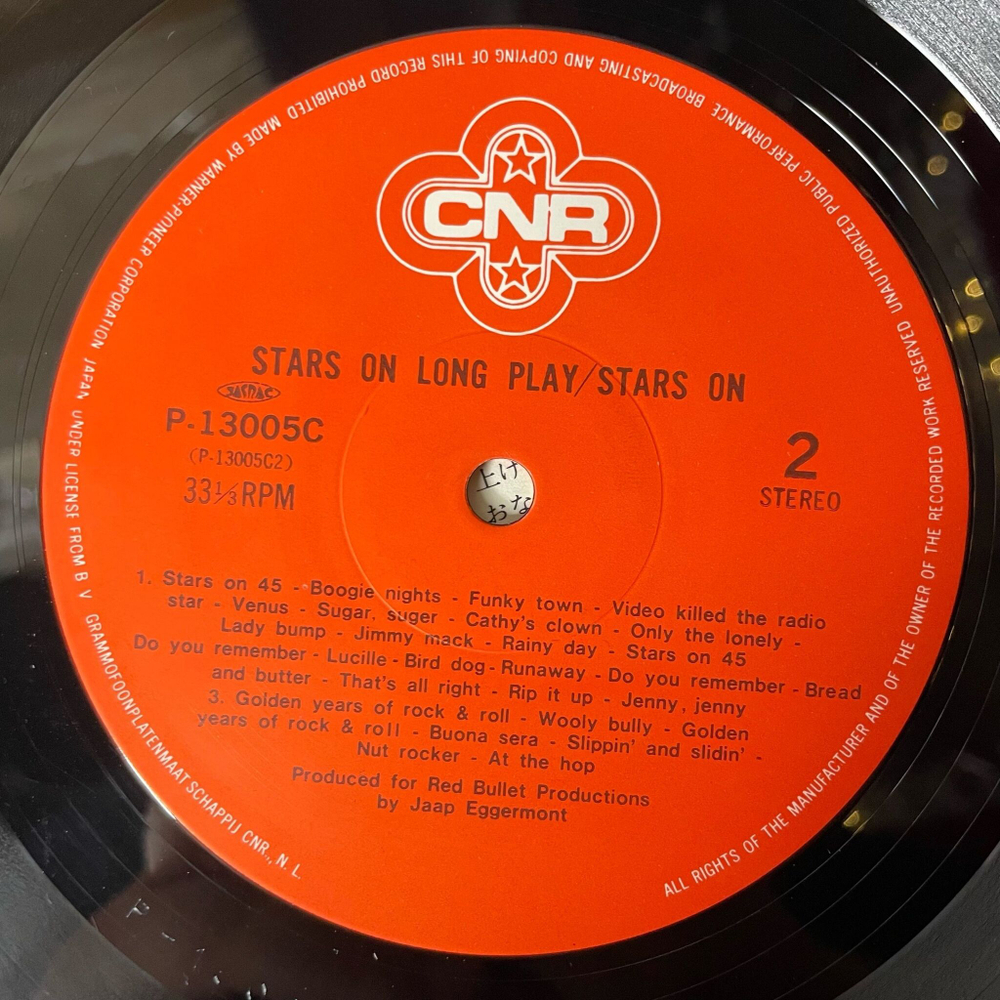 CNR
STARS ON LONG PLAY/STARS ON
JASRAC
P-13005C
(P-13005C2)
33 1/3 RPM
2
STEREO
上け
おな
1. Stars on 45 - Boogie nights - Funky town - Video killed the radio
star - Venus - Sugar, suger - Cathy's clown - Only the lonely -
Lady bump - Jimmy mack - Rainy day - Stars on 45
Do you remember - Lucille - Bird dog - Runaway - Do you remember - Bread
and butter - That's all right - Rip it up - Jenny, jenny
3. Golden years of rock & roll - Wooly bully - Golden
years of rock & roll - Buona sera - Slippin' and slidin' -
Nut rocker - At the hop
Produced for Red Bullet Productions
by Jaap Eggermont
ALL RIGHTS OF THE MANUFACTURER AND OF THE OWNER OF THE RECORDED WORK RESERVED UNAUTHORIZED PUBLIC PERFORMANCE BROADCASTING AND COPYING OF THIS RECORD PROHIBITED MADE BY WARNER-PIONEER CORPORATION JAPAN UNDER LICENSE FROM B V GRAMMOFOONPLATENMAATSCHAPPIJ CNR., N. L.